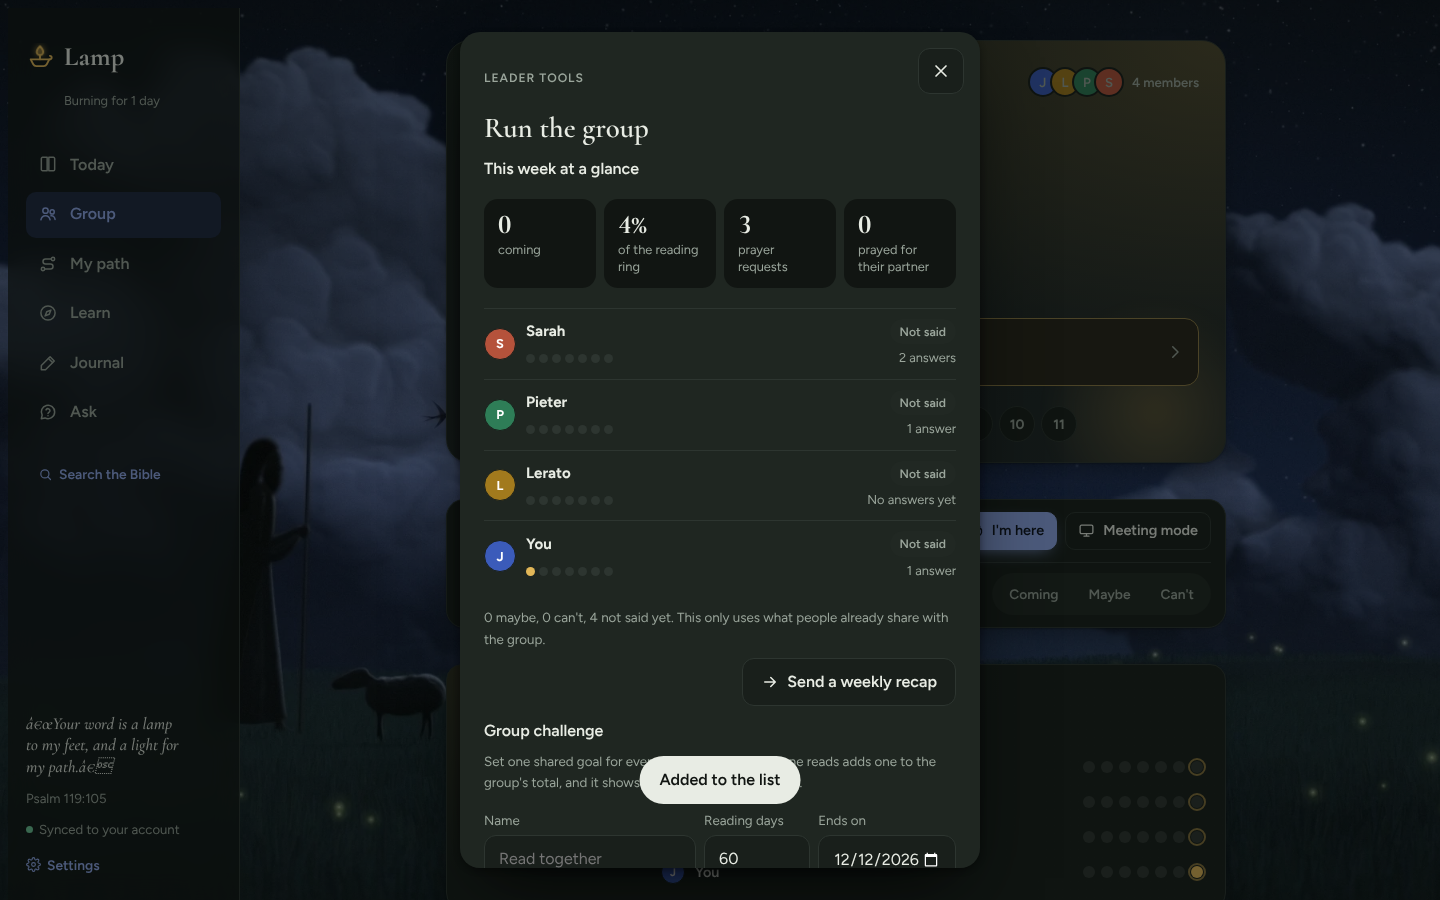 Lamp
Burning for 1 day
Today
Group
My path
Learn
Journal
Ask
Search the Bible
“Your word is a lamp
to my feet, and a light for
my path.â€
Psalm 119:105
Synced to your account
Settings
LEADER TOOLS
Run the group
This week at a glance
0
coming
4%
of the reading
ring
3
prayer
requests
0
prayed for
their partner
S
Sarah
Not said
2 answers
P
Pieter
Not said
1 answer
L
Lerato
Not said
No answers yet
J
You
Not said
1 answer
0 maybe, 0 can't, 4 not said yet. This only uses what people already share with
the group.
Send a weekly recap
Group challenge
Set one shared goal for reads adds one to the
group's total, and it shows
Added to the list
Name
Reading days
Ends on
Read together
60
12/12/2026
J L P S 4 members
10 11
I'm here
Meeting mode
Coming Maybe Can't
J You